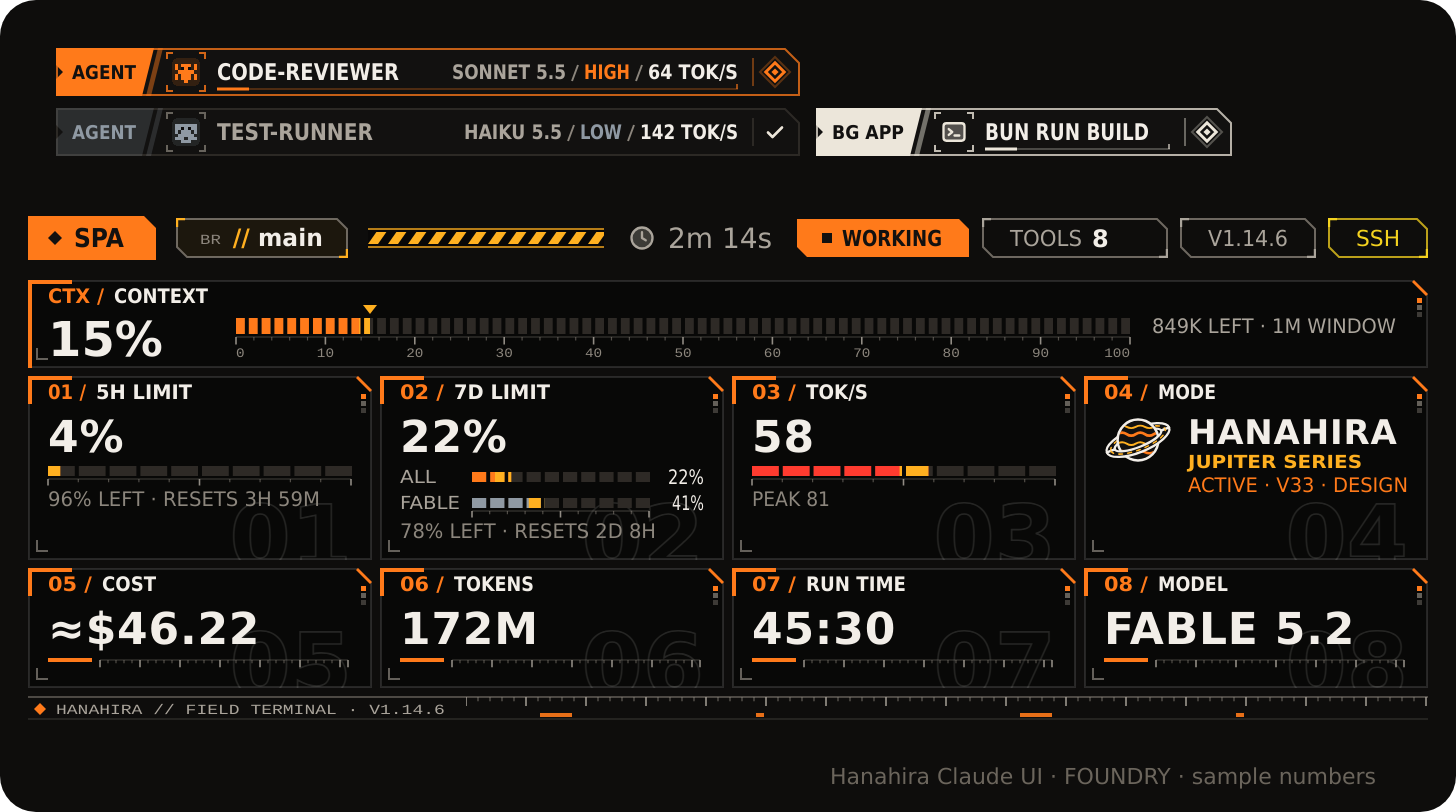 AGENT CODE-REVIEWER SONNET 5.5 / HIGH / 64 TOK/S
AGENT TEST-RUNNER HAIKU 5.5 / LOW / 142 TOK/S
BG APP BUN RUN BUILD
SPA BR // main 2m 14s WORKING TOOLS 8 V1.14.6 SSH
CTX / CONTEXT
15%
0 10 20 30 40 50 60 70 80 90 100
849K LEFT · 1M WINDOW
01 / 5H LIMIT
4%
96% LEFT · RESETS 3H 59M
01
02 / 7D LIMIT
22%
ALL 22%
FABLE 41%
78% LEFT · RESETS 2D 8H
02
03 / TOK/S
58
PEAK 81
03
04 / MODE
HANAHIRA
JUPITER SERIES
ACTIVE · V33 · DESIGN
04
05 / COST
≈$46.22
05
06 / TOKENS
172M
06
07 / RUN TIME
45:30
07
08 / MODEL
FABLE 5.2
08
HANAHIRA // FIELD TERMINAL · V1.14.6
Hanahira Claude UI · FOUNDRY · sample numbers